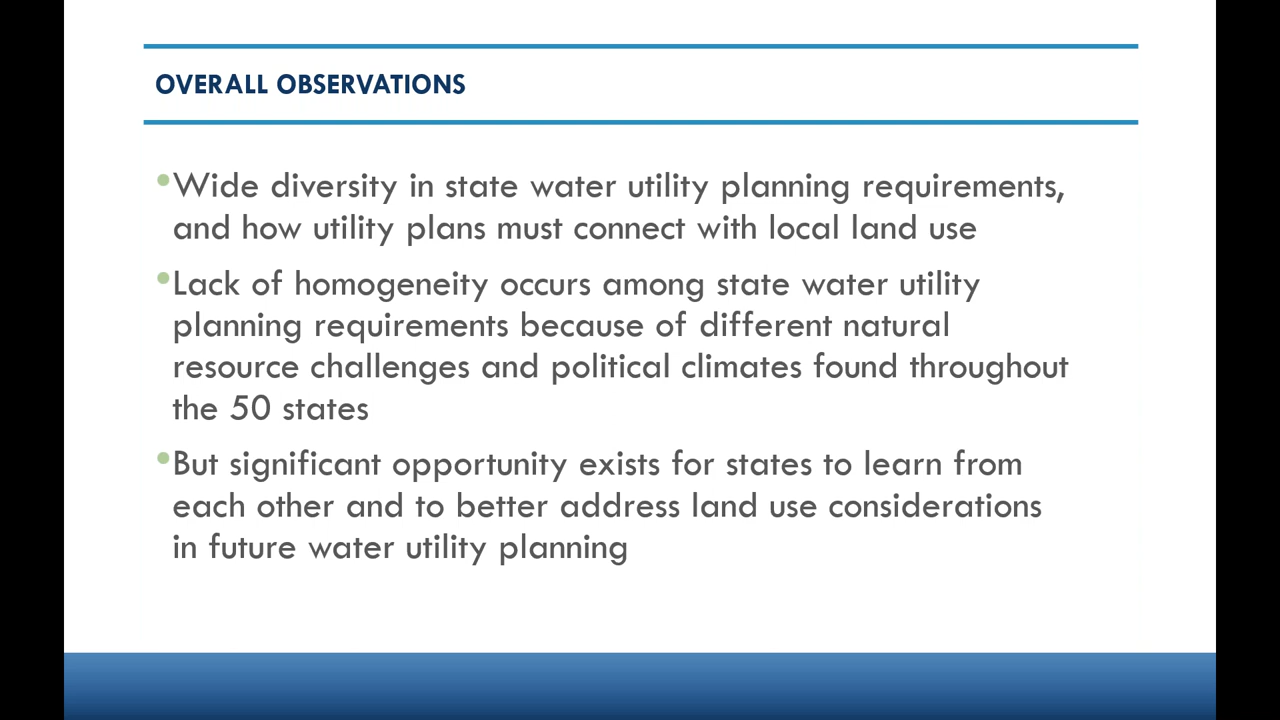 OVERALL OBSERVATIONS
•Wide diversity in state water utility planning requirements,
and how utility plans must connect with local land use
•Lack of homogeneity occurs among state water utility
planning requirements because of different natural
resource challenges and political climates found throughout
the 50 states
•But significant opportunity exists for states to learn from
each other and to better address land use considerations
in future water utility planning